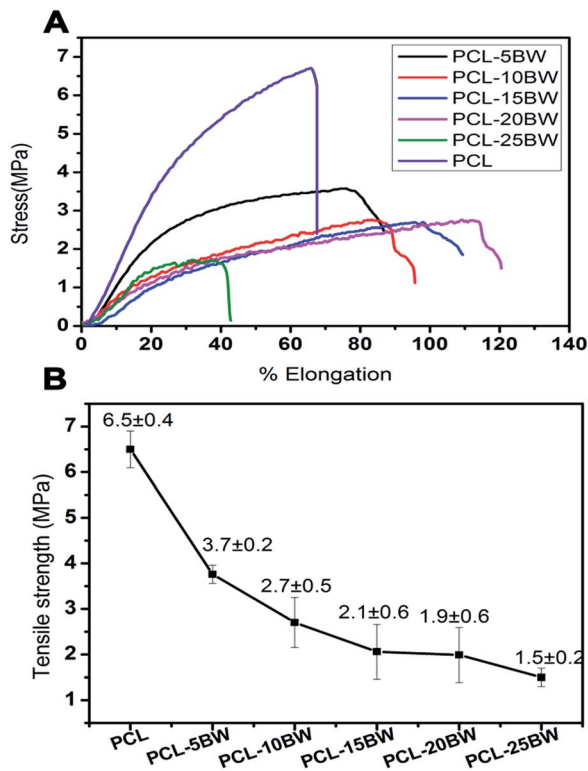 A
7
6
5
4
3
2
1
0
Stress(MPa)
PCL-5BW
PCL-10BW
PCL-15BW
PCL-20BW
PCL-25BW
PCL
0 20 40 60 80 100 120 140
% Elongation
B
7
6
5
4
3
2
1
Tensile strength (MPa)
6.5±0.4
3.7±0.2
2.7±0.5
2.1±0.6
1.9±0.6
1.5±0.2
PCL PCL-5BW PCL-10BW PCL-15BW PCL-20BW PCL-25BW